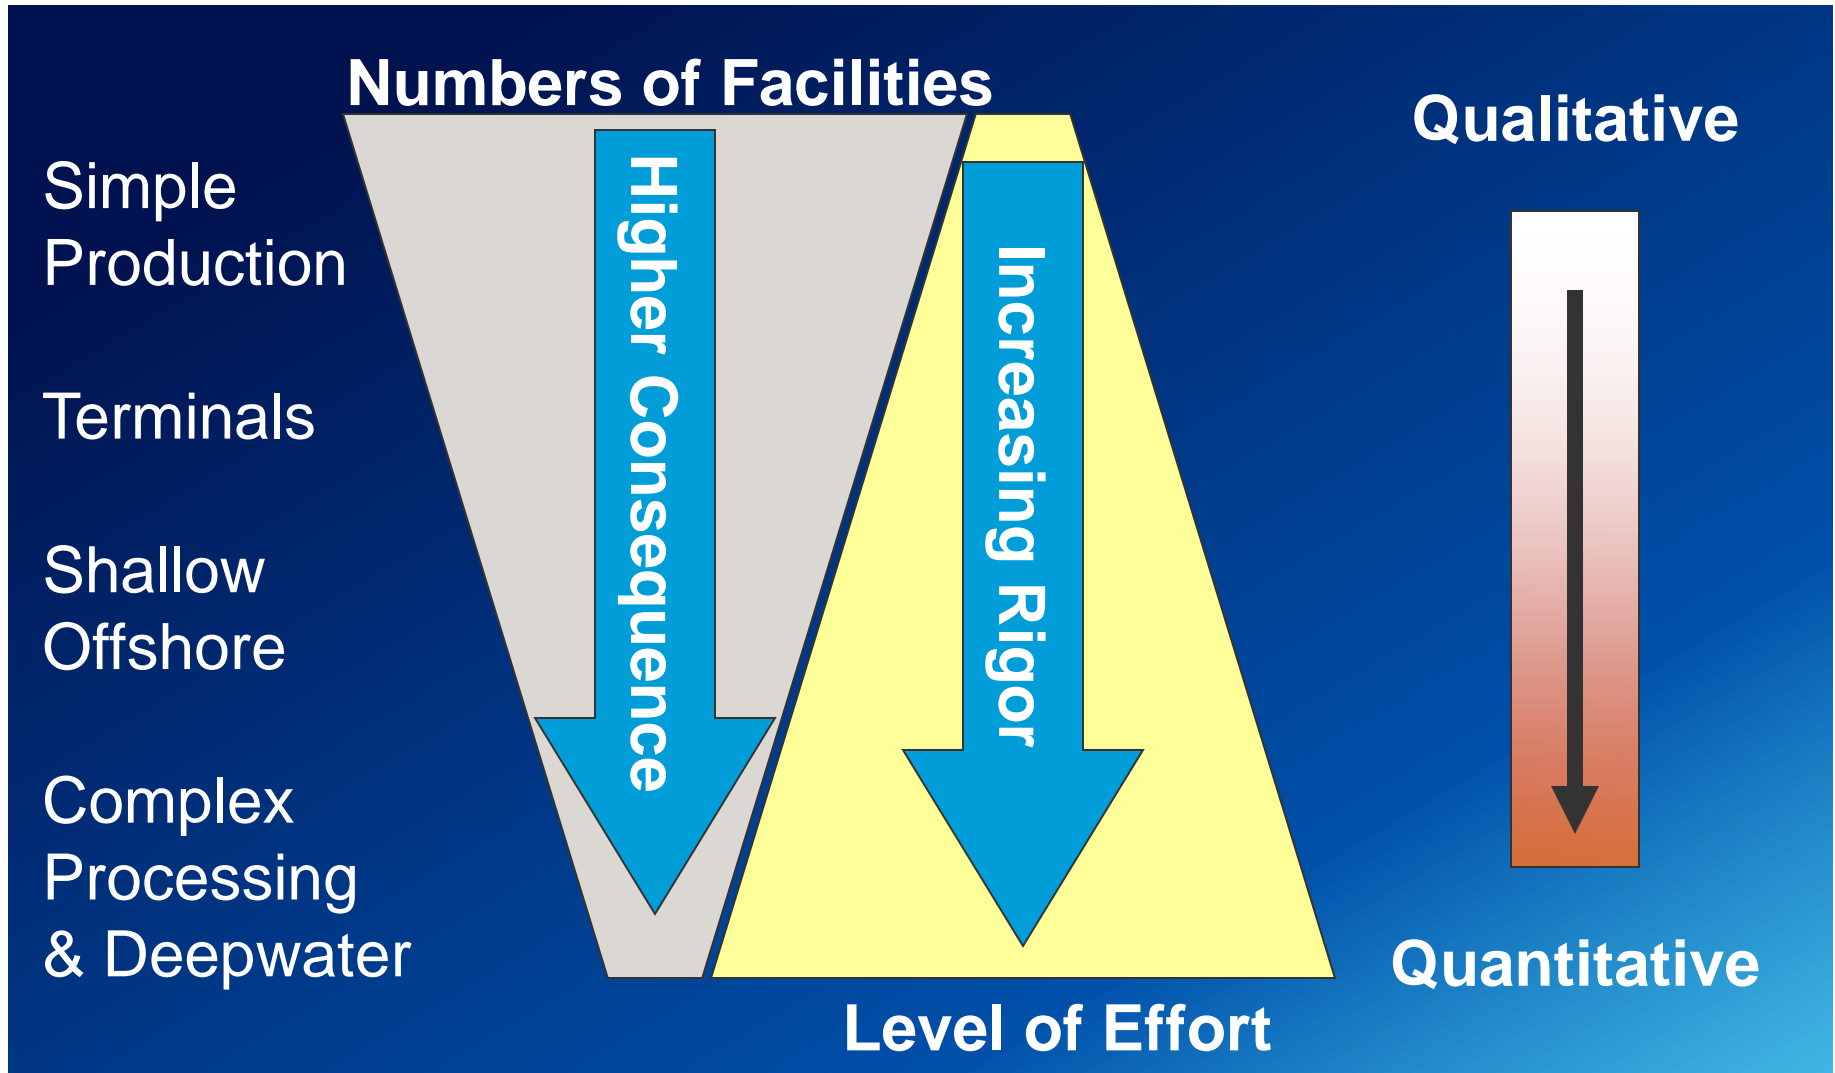 Numbers of Facilities
Qualitative
Simple
Production
Terminals
Shallow
Offshore
Complex
Processing
& Deepwater
Higher Consequence
Increasing Rigor
Quantitative
Level of Effort